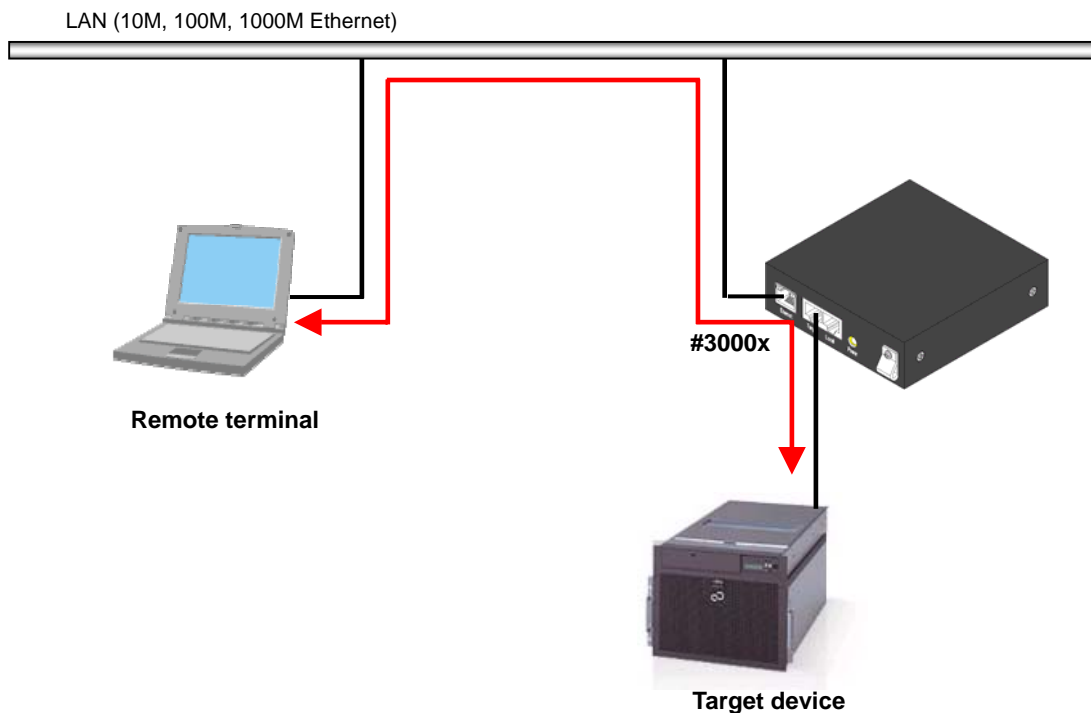 LAN (10M, 100M, 1000M Ethernet)
#3000x
Remote terminal
Target device